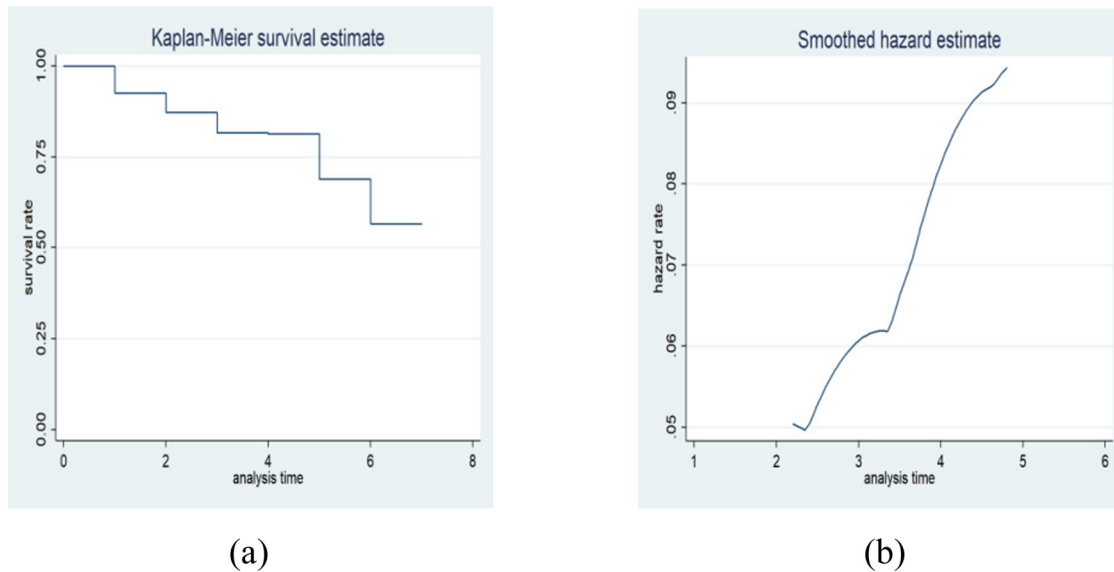 Kaplan-Meier survival estimate
survival rate
1.00
0.75
0.50
0.25
0.00
0 2 4 6 8
analysis time
(a)
Smoothed hazard estimate
hazard rate
.09
.08
.07
.06
.05
1 2 3 4 5 6
analysis time
(b)